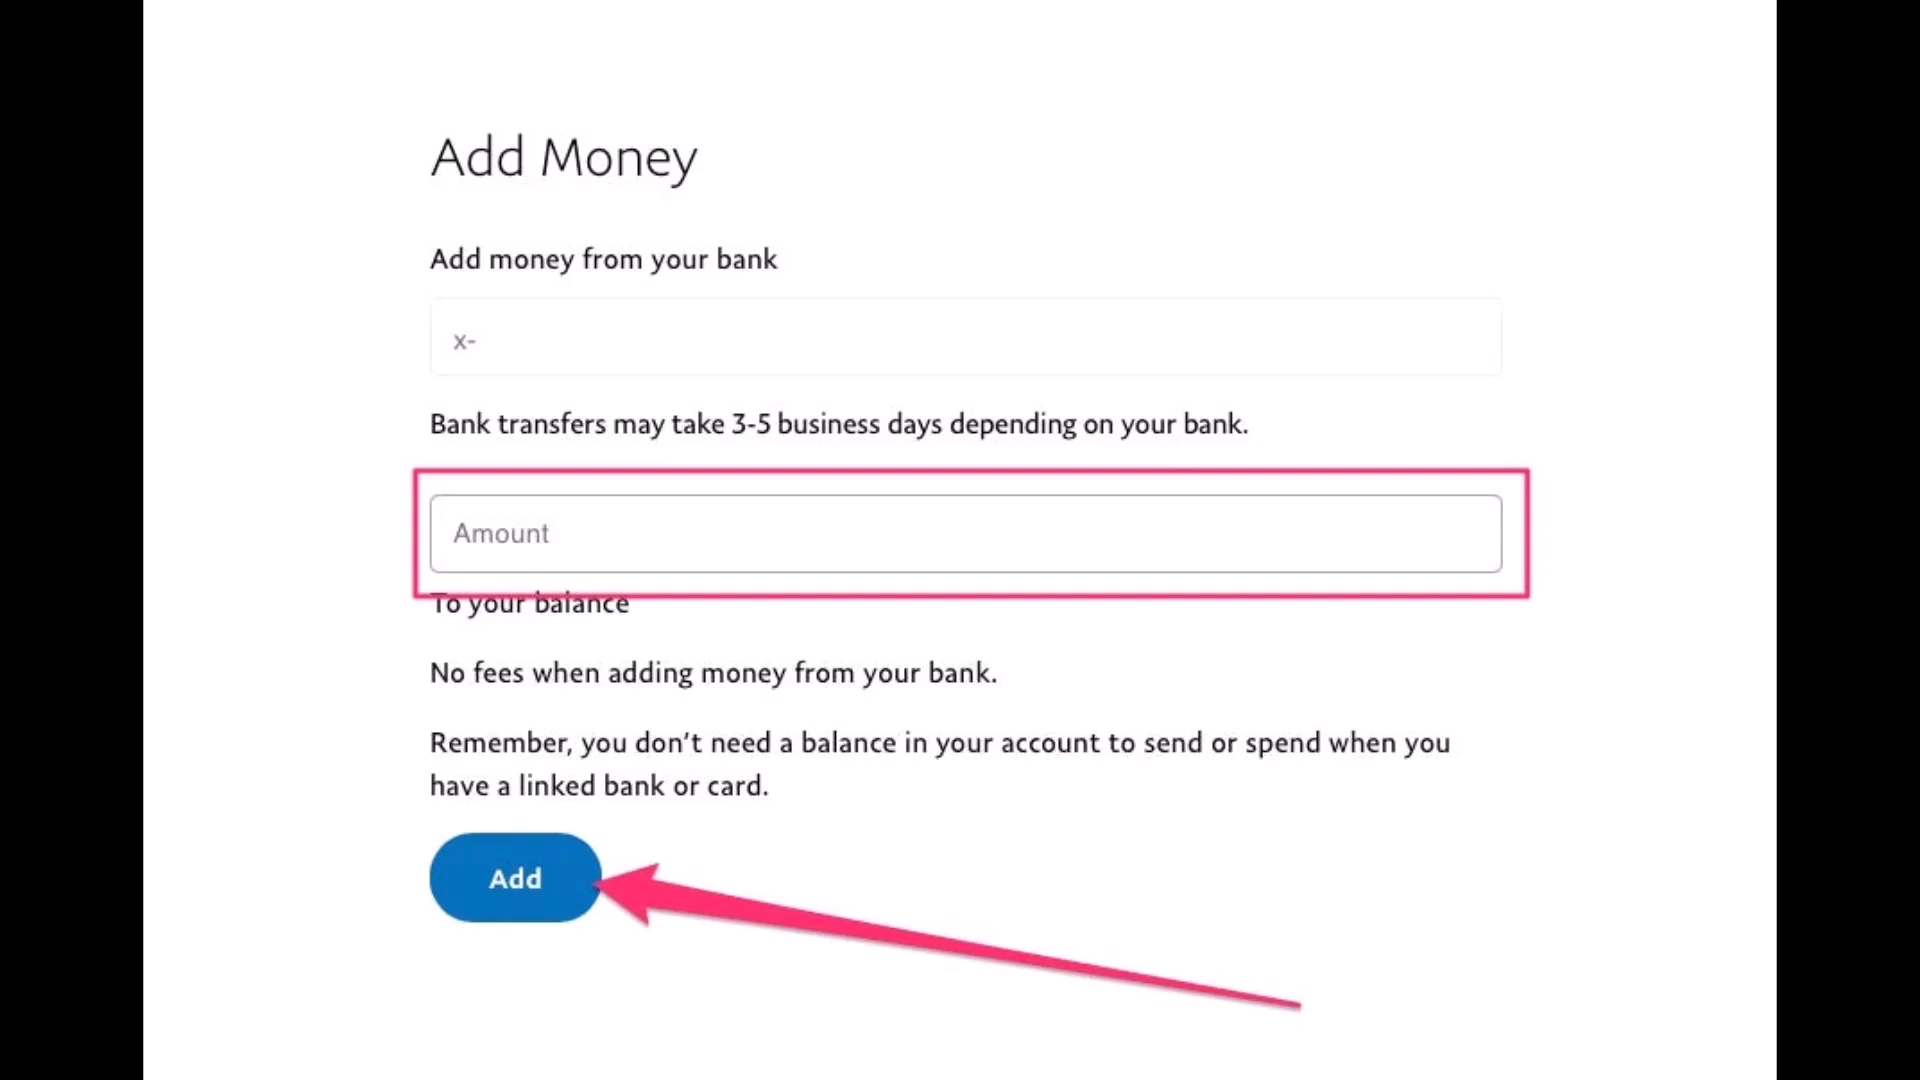 Add Money
Add money from your bank
x-
Bank transfers may take 3-5 business days depending on your bank.
Amount
To your balance
No fees when adding money from your bank.
Remember, you don’t need a balance in your account to send or spend when you
have a linked bank or card.
Add